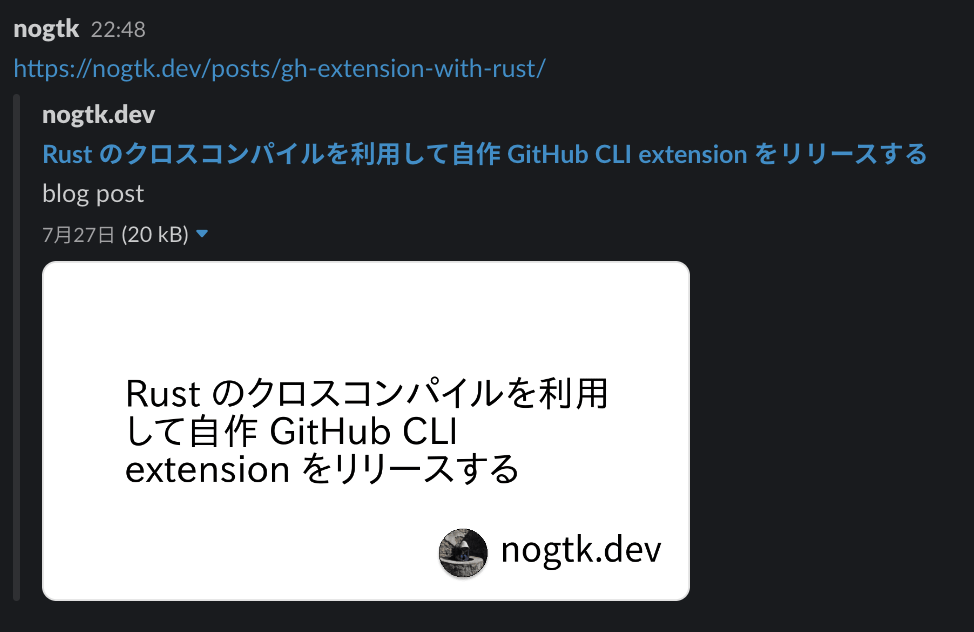 nogtk 22:48
https://nogtk.dev/posts/gh-extension-with-rust/
nogtk.dev
Rust のクロスコンパイルを利用して自作 GitHub CLI extension をリリースする
blog post
7月27日 (20 kB)
Rust のクロスコンパイルを利用
して自作 GitHub CLI
extension をリリースする
nogtk.dev